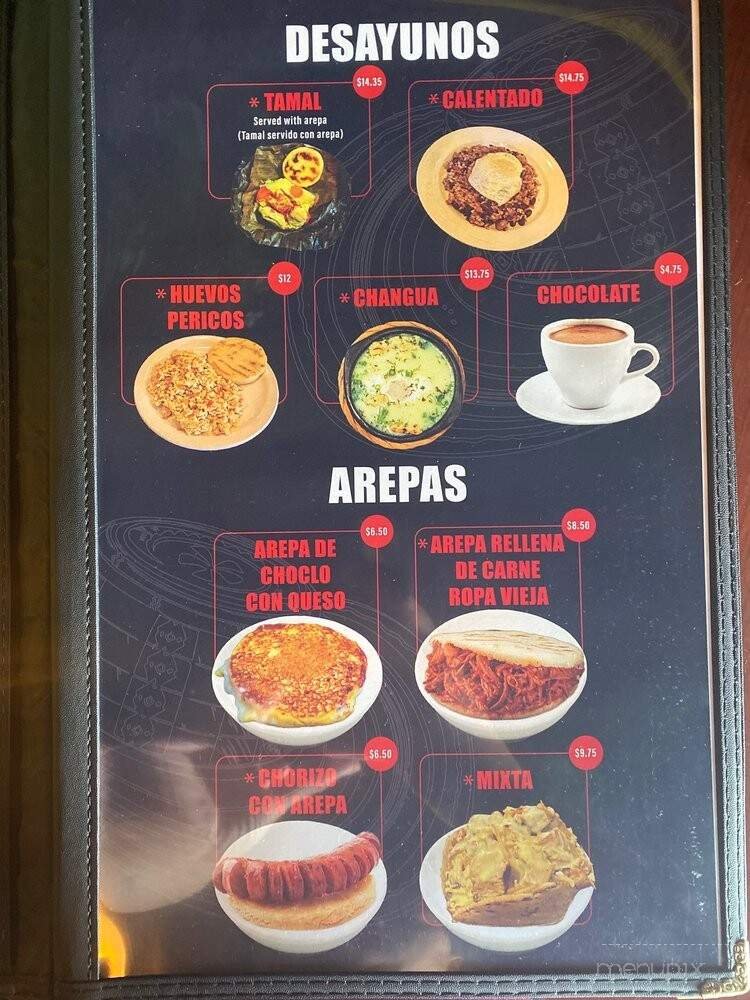 DESAYUNOS
$14.35
* TAMAL
Served with arepa
(Tamal servido con arepa)
$14.75
* CALENTADO
$12
* HUEVOS
PERICOS
$13.75
* CHANGUA
$4.75
CHOCOLATE
AREPAS
$6.50
AREPA DE
CHOCLO
CON QUESO
$8.50
* AREPA RELLENA
DE CARNE
ROPA VIEJA
$6.50
* CHORIZO
CON AREPA
$9.75
* MIXTA
menupix